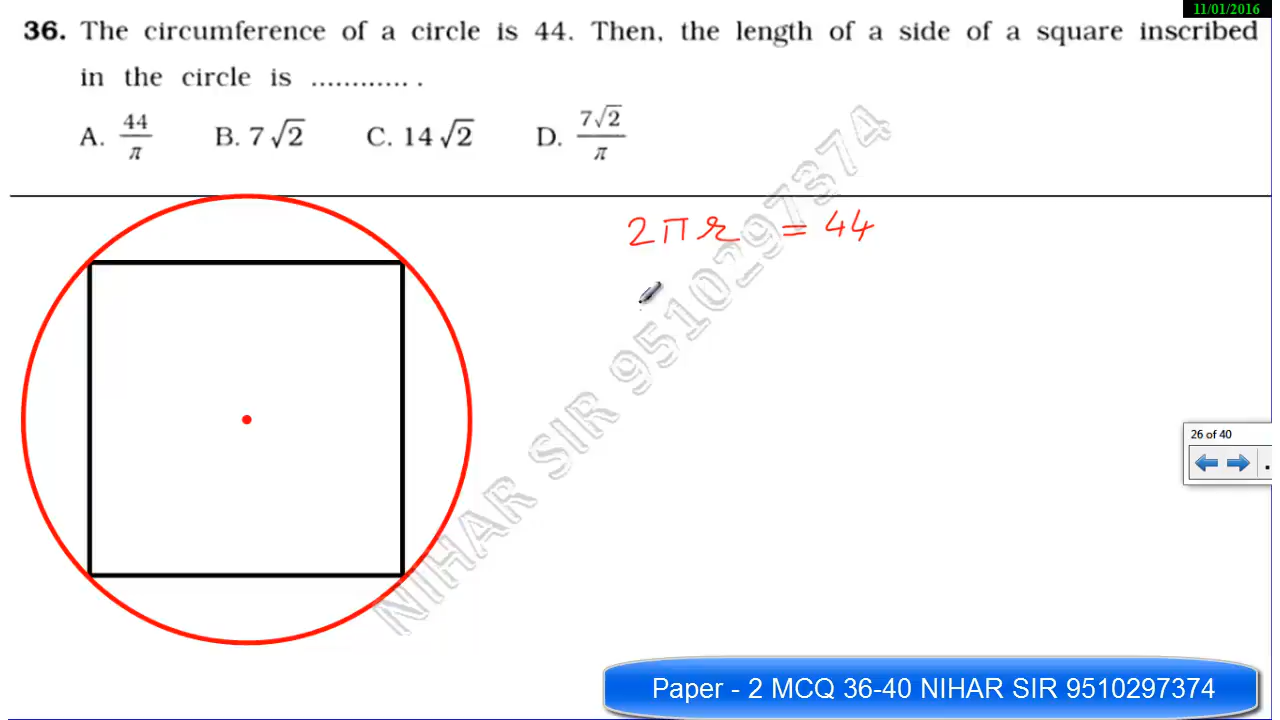 11/01/2016
36. The circumference of a circle is 44. Then, the length of a side of a square inscribed
in the circle is ............ .
A. 44/π B. 7√2 C. 14√2 D. 7√2/π
2πr = 44
NIHAR SIR 9510297374
26 of 40
Paper - 2 MCQ 36-40 NIHAR SIR 9510297374